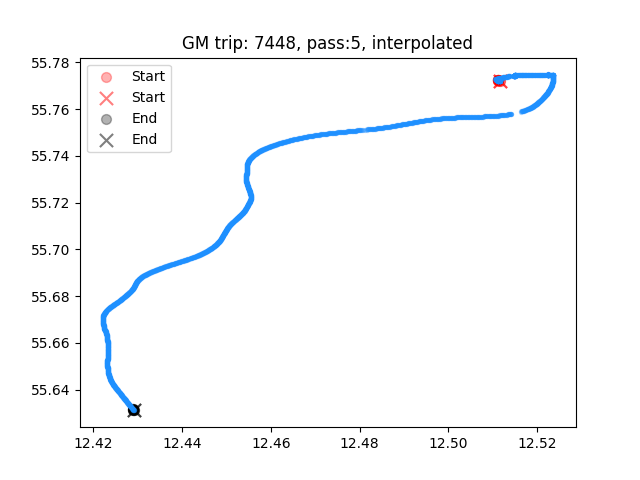 GM trip: 7448, pass:5, interpolated
Start
Start
End
End
55.78
55.76
55.74
55.72
55.70
55.68
55.66
55.64
12.42 12.44 12.46 12.48 12.50 12.52